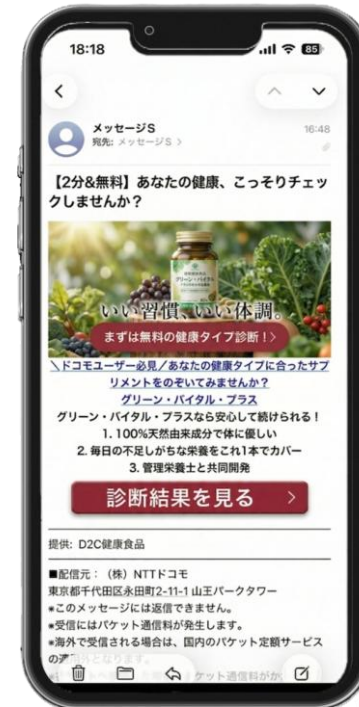 18:18
85
メッセージS
16:48
宛先: メッセージS >
【2分&無料】あなたの健康、こっそりチェッ
クしませんか？
グリーン・バイタル
いい習慣、いい体調。
まずは無料の健康タイプ診断！>
＼ドコモユーザー必見／あなたの健康タイプに合ったサプ
リメントをのぞいてみませんか？
グリーン・バイタル・プラス
グリーン・バイタル・プラスなら安心して続けられる！
1. 100%天然由来成分で体に優しい
2. 毎日の不足しがちな栄養をこれ1本でカバー
3. 管理栄養士と共同開発
診断結果を見る >
提供: D2C健康食品
■配信元：（株）NTTドコモ
東京都千代田区永田町2-11-1 山王パークタワー
*このメッセージには返信できません。
*受信にはパケット通信料が発生します。
*海外で受信される場合は、国内のパケット定額サービス
の適用外となります。